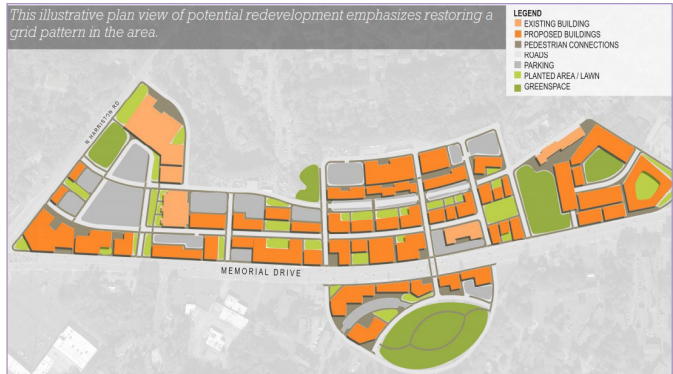 This illustrative plan view of potential redevelopment emphasizes restoring a
grid pattern in the area.
LEGEND
EXISTING BUILDING
PROPOSED BUILDINGS
PEDESTRIAN CONNECTIONS
ROADS
PARKING
PLANTED AREA / LAWN
GREENSPACE
N HAIRSTON RD
MEMORIAL DRIVE